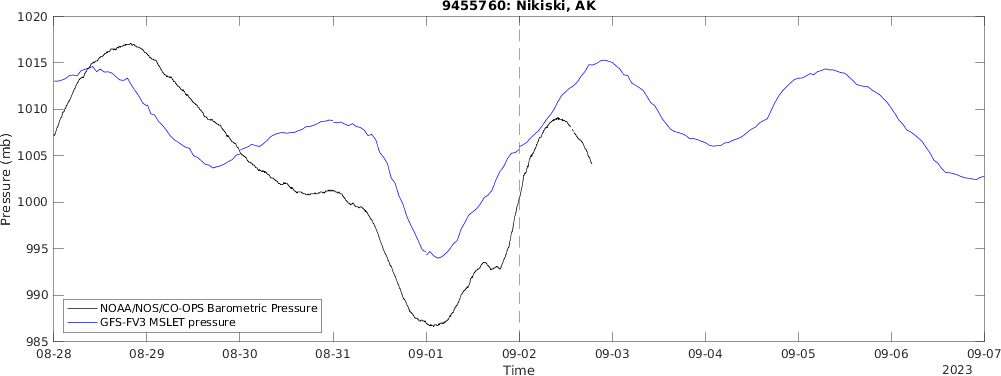 9455760: Nikiski, AK
Pressure (mb)
1020
1015
1010
1005
1000
995
990
985
NOAA/NOS/CO-OPS Barometric Pressure
GFS-FV3 MSLET pressure
08-28 08-29 08-30 08-31 09-01 09-02 09-03 09-04 09-05 09-06 09-07
Time
2023